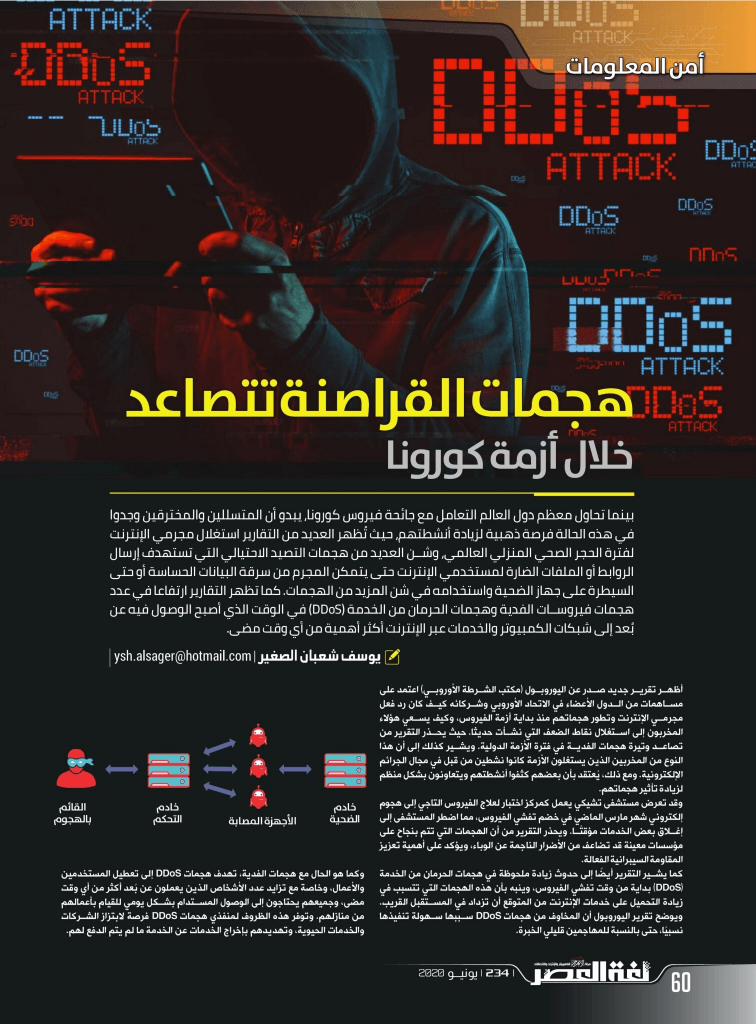 ATTACK
DDoS
ATTACK
DDoS
ATTACK
أمن المعلومات
DDoS
ATTACK
DDoS
ATTACK
DDoS
ATTACK
DDoS
ATTACK
DDoS
ATTACK
DDoS
ATTACK
DDoS
DDoS
ATTACK
هجمات القراصنة تتصاعد
خلال أزمة كورونا
بينما تحاول معظم دول العالم التعامل مع جائحة فيروس كورونا، يبدو أن المتسللين والمخترقين وجدوا
في هذه الحالة فرصة ذهبية لزيادة أنشطتهم، حيث تُظهر العديد من التقارير استغلال مجرمي الإنترنت
لفترة الحجر الصحي المنزلي العالمي، وشن العديد من هجمات التصيد الاحتيالي التي تستهدف إرسال
الروابط أو الملفات الضارة لمستخدمي الإنترنت حتى يتمكن المجرم من سرقة البيانات الحساسة أو حتى
السيطرة على جهاز الضحية واستخدامه في شن المزيد من الهجمات. كما تظهر التقارير ارتفاعا في عدد
هجمات فيروسات الفدية وهجمات الحرمان من الخدمة (DDoS) في الوقت الذي أصبح الوصول فيه عن
بُعد إلى شبكات الكمبيوتر والخدمات عبر الإنترنت أكثر أهمية من أي وقت مضى.
يوسف شعبان الصغير | ysh.alsager@hotmail.com |
أظهر تقرير جديد صدر عن اليوروبول (مكتب الشرطة الأوروبي) اعتمد على
مساهمات من الدول الأعضاء في الاتحاد الأوروبي وشركائه كيف كان رد فعل
مجرمي الإنترنت وتطور هجماتهم منذ بداية أزمة الفيروس، وكيف يسعي هؤلاء
المخربون إلى استغلال نقاط الضعف التي نشأت حديثا. حيث يحذر التقرير من
تصاعد وتيرة هجمات الفدية في فترة الأزمة الدولية. ويشير كذلك إلى أن هذا
النوع من المخربين الذين يستغلون الأزمة كانوا نشطين من قبل في مجال الجرائم
الإلكترونية. ومع ذلك، يُعتقد بأن بعضهم كثفوا أنشطتهم ويتعاونون بشكل منظم
لزيادة تأثير هجماتهم.
وقد تعرض مستشفى تشيكي يعمل كمركز اختبار لعلاج الفيروس التاجي إلى هجوم
إلكتروني شهر مارس الماضي في خضم تفشي الفيروس، مما اضطر المستشفى إلى
إغلاق بعض الخدمات مؤقتًا. ويحذر التقرير من أن الهجمات التي تتم بنجاح على
مؤسسات معينة قد تضاعف من الأضرار الناجمة عن الوباء، ويؤكد على أهمية تعزيز
المقاومة السيبرانية الفعالة.
كما يشير التقرير أيضًا إلى حدوث زيادة ملحوظة في هجمات الحرمان من الخدمة
(DDoS) بداية من وقت تفشي الفيروس، وينبه بأن هذه الهجمات التي تتسبب في
زيادة التحميل على خدمات الإنترنت من المتوقع أن تزداد في المستقبل القريب.
ويوضح تقرير اليوروبول أن المخاوف من هجمات DDoS سببها سهولة تنفيذها
نسبيًا، حتى بالنسبة للمهاجمين قليلي الخبرة.
خادم
الضحية
الأجهزة المصابة
خادم
التحكم
القائم
بالهجوم
وكما هو الحال مع هجمات الفدية، تهدف هجمات DDoS إلى تعطيل المستخدمين
والأعمال، وخاصة مع تزايد عدد الأشخاص الذين يعملون عن بُعد أكثر من أي وقت
مضى، وجميعهم يحتاجون إلى الوصول المستدام بشكل يومي للقيام بأعمالهم
من منازلهم. وتوفر هذه الظروف لمنفذي هجمات DDoS فرصة لابتزاز الشركات
والخدمات الحيوية، وتهديدهم بإخراج الخدمات عن الخدمة ما لم يتم الدفع لهم.
60
لغة العصر
| 234 | يونيو 2020